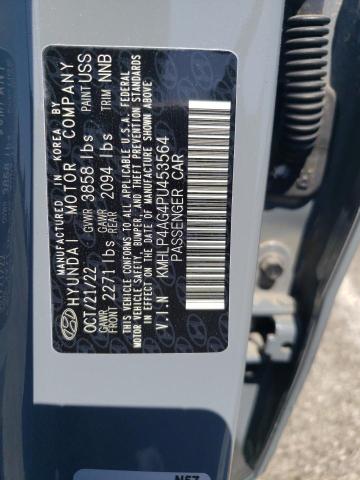 MANUFACTURED IN KOREA BY
HYUNDAI MOTOR COMPANY
OCT/21/22 GVWR 3858 lbs PAINT USS
GAWR FRONT 2271 lbs GAWR REAR 2094 lbs TRIM NNB
THIS VEHICLE CONFORMS TO ALL APPLICABLE U.S.A. FEDERAL
MOTOR VEHICLE SAFETY, BUMPER, AND THEFT PREVENTION
STANDARDS IN EFFECT ON THE DATE OF MANUFACTURE SHOWN ABOVE.
V.I.N KMHLP4AG4PU453564
PASSENGER CAR